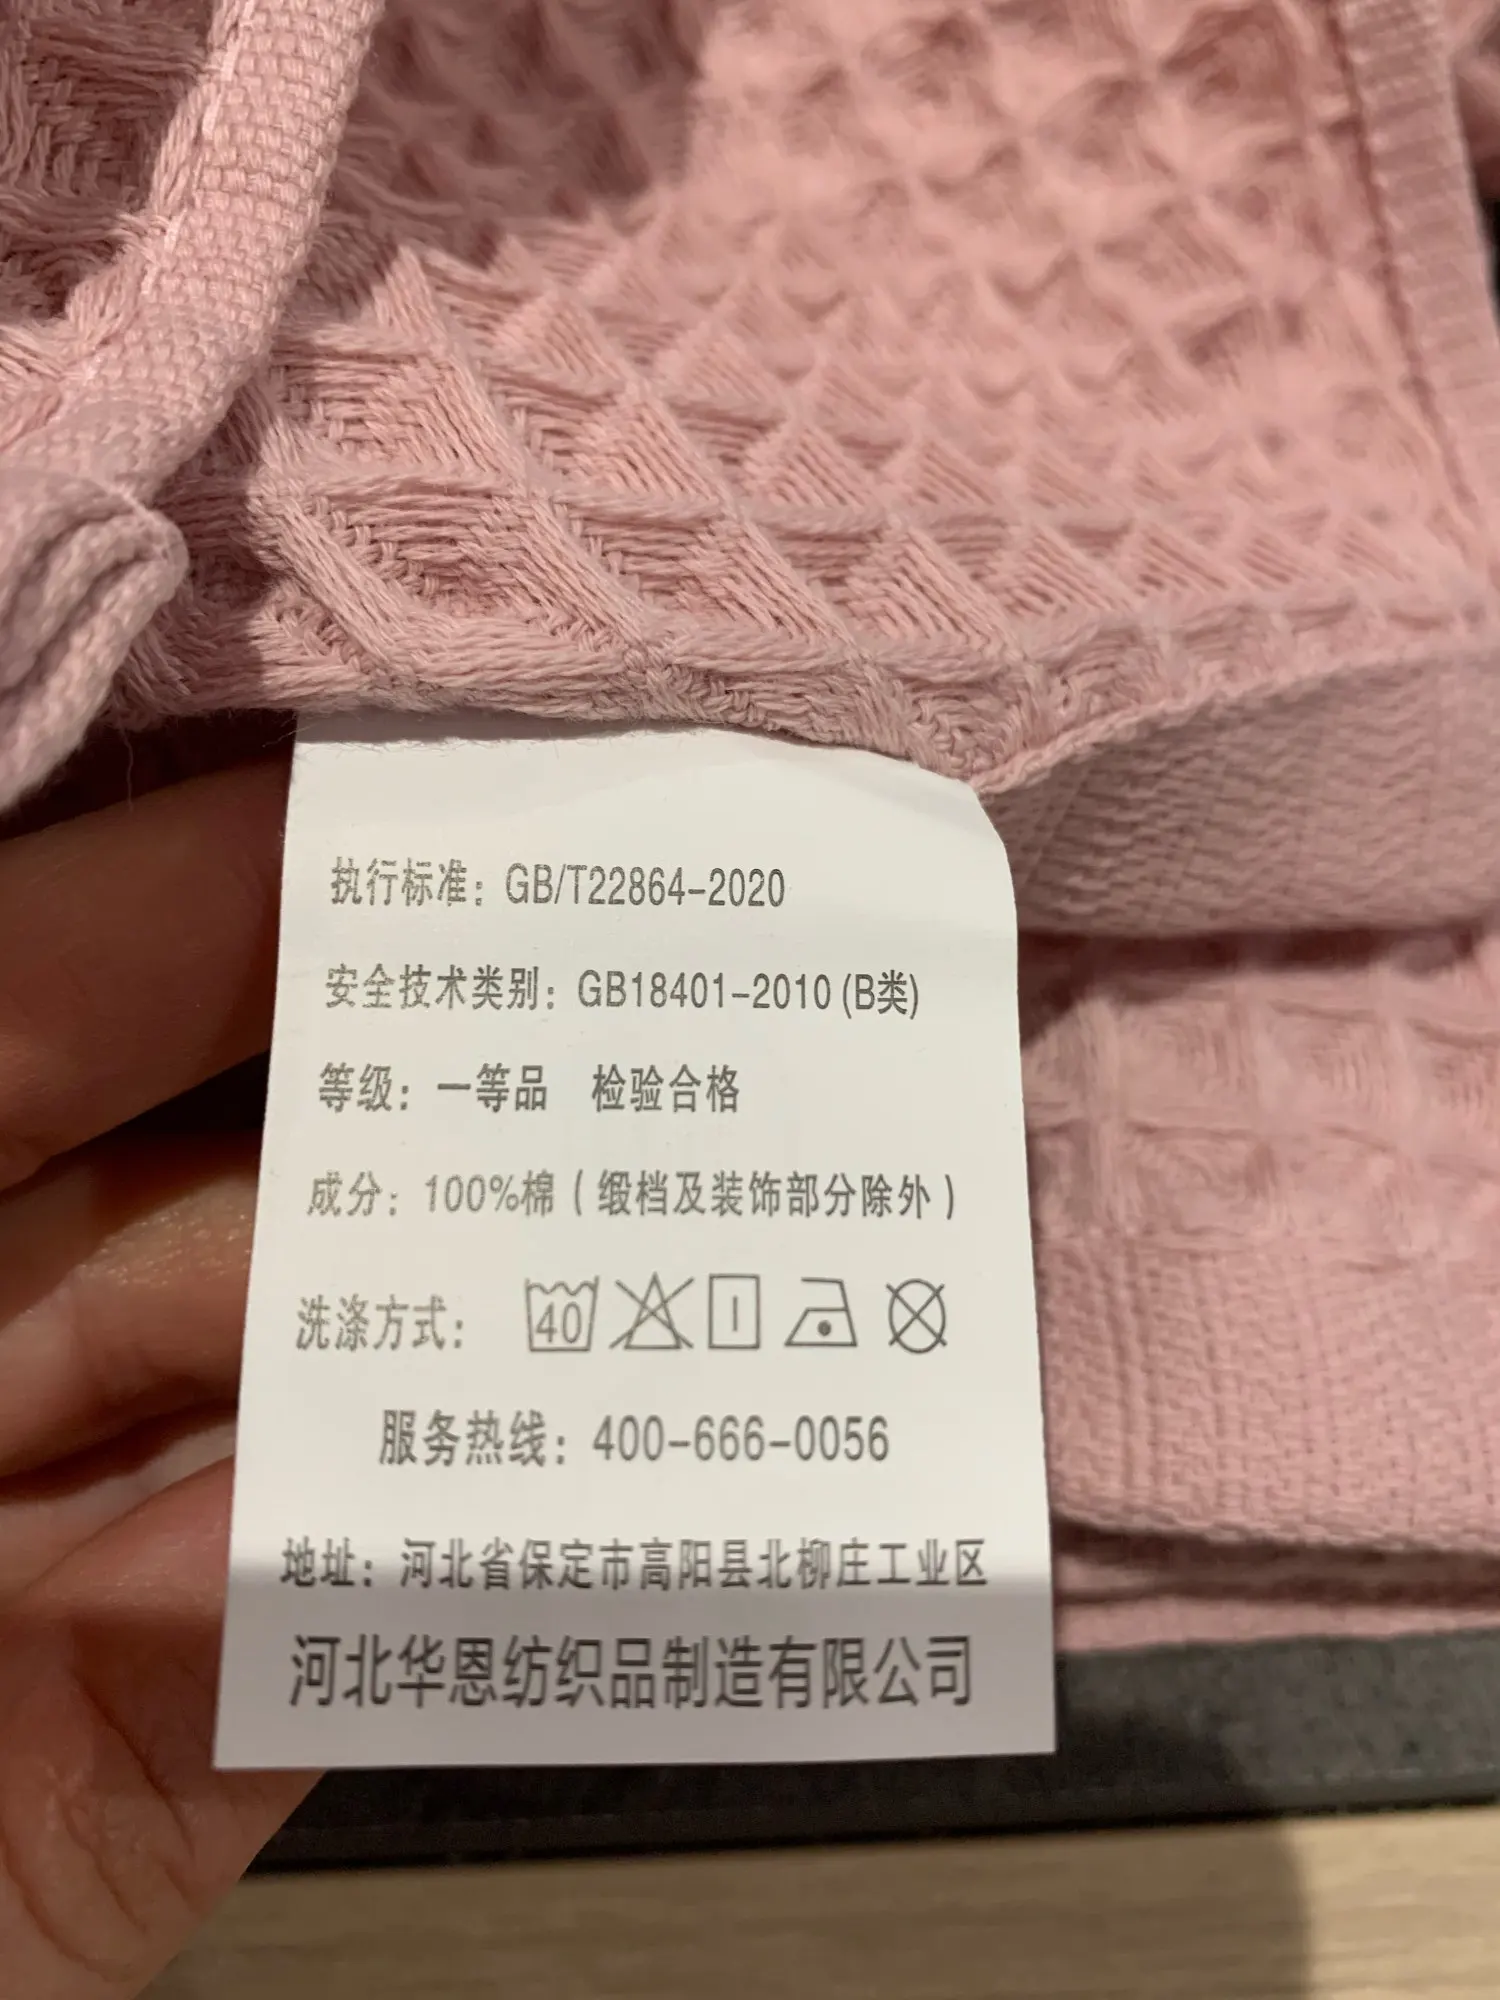 执行标准：GB/T22864-2020
安全技术类别：GB18401-2010 (B类)
等级：一等品 检验合格
成分：100%棉（缎档及装饰部分除外）
洗涤方式： 40
服务热线：400-666-0056
地址：河北省保定市高阳县北柳庄工业区
河北华恩纺织品制造有限公司